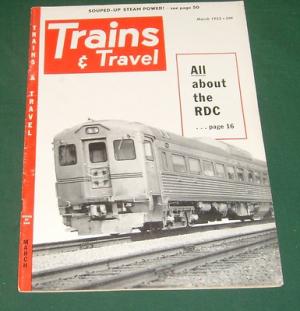 SOUPED-UP STEAM POWER! - see page 50
March 1953
Trains
& Travel
All
about
the
RDC
. . . page 16
TRAINS & TRAVEL
MARCH